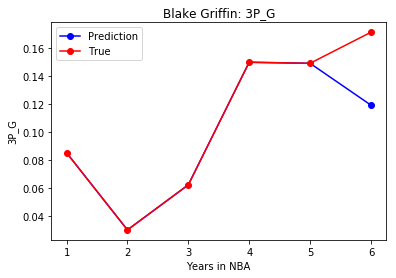 Blake Griffin: 3P_G
Prediction
True
0.16
0.14
0.12
0.10
0.08
0.06
0.04
3P_G
1 2 3 4 5 6
Years in NBA